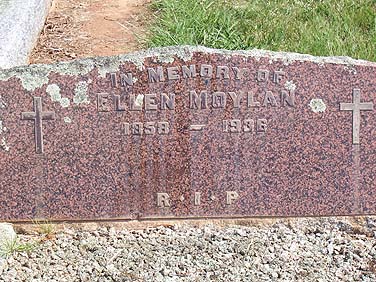 IN MEMORY OF
ELLEN MOYLAN
1858 — 1936
R · I · P